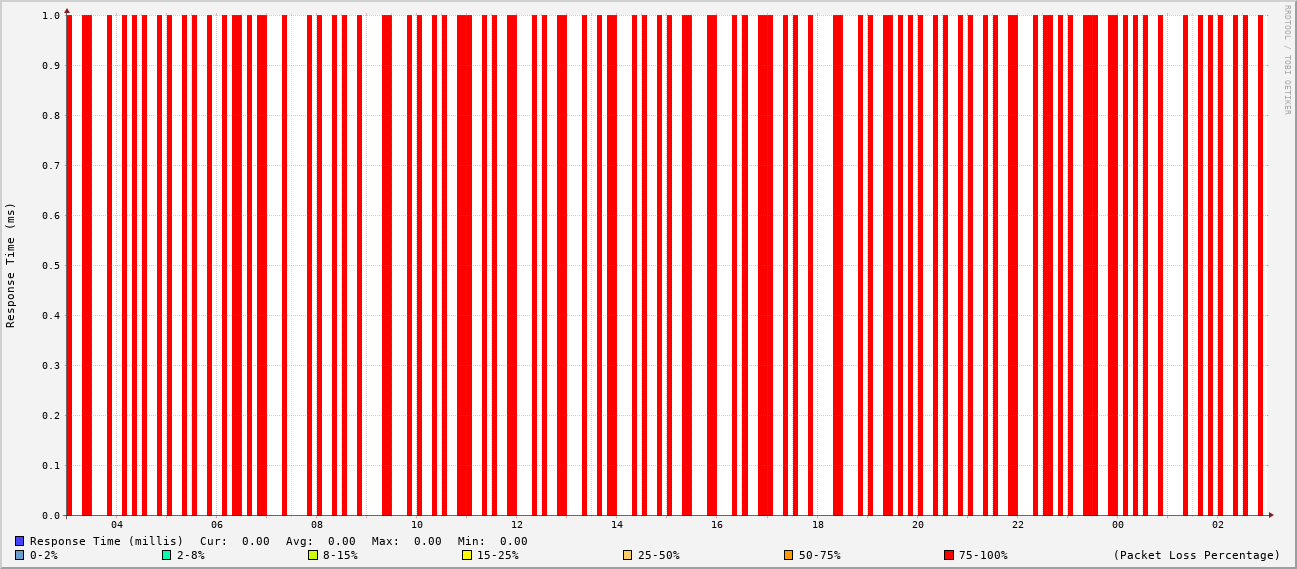 RRDTOOL / TOBI OETIKER
Response Time (ms)
1.0
0.9
0.8
0.7
0.6
0.5
0.4
0.3
0.2
0.1
0.0
04 06 08 10 12 14 16 18 20 22 00 02
Response Time (millis) Cur: 0.00 Avg: 0.00 Max: 0.00 Min: 0.00
0-2% 2-8% 8-15% 15-25% 25-50% 50-75% 75-100% (Packet Loss Percentage)